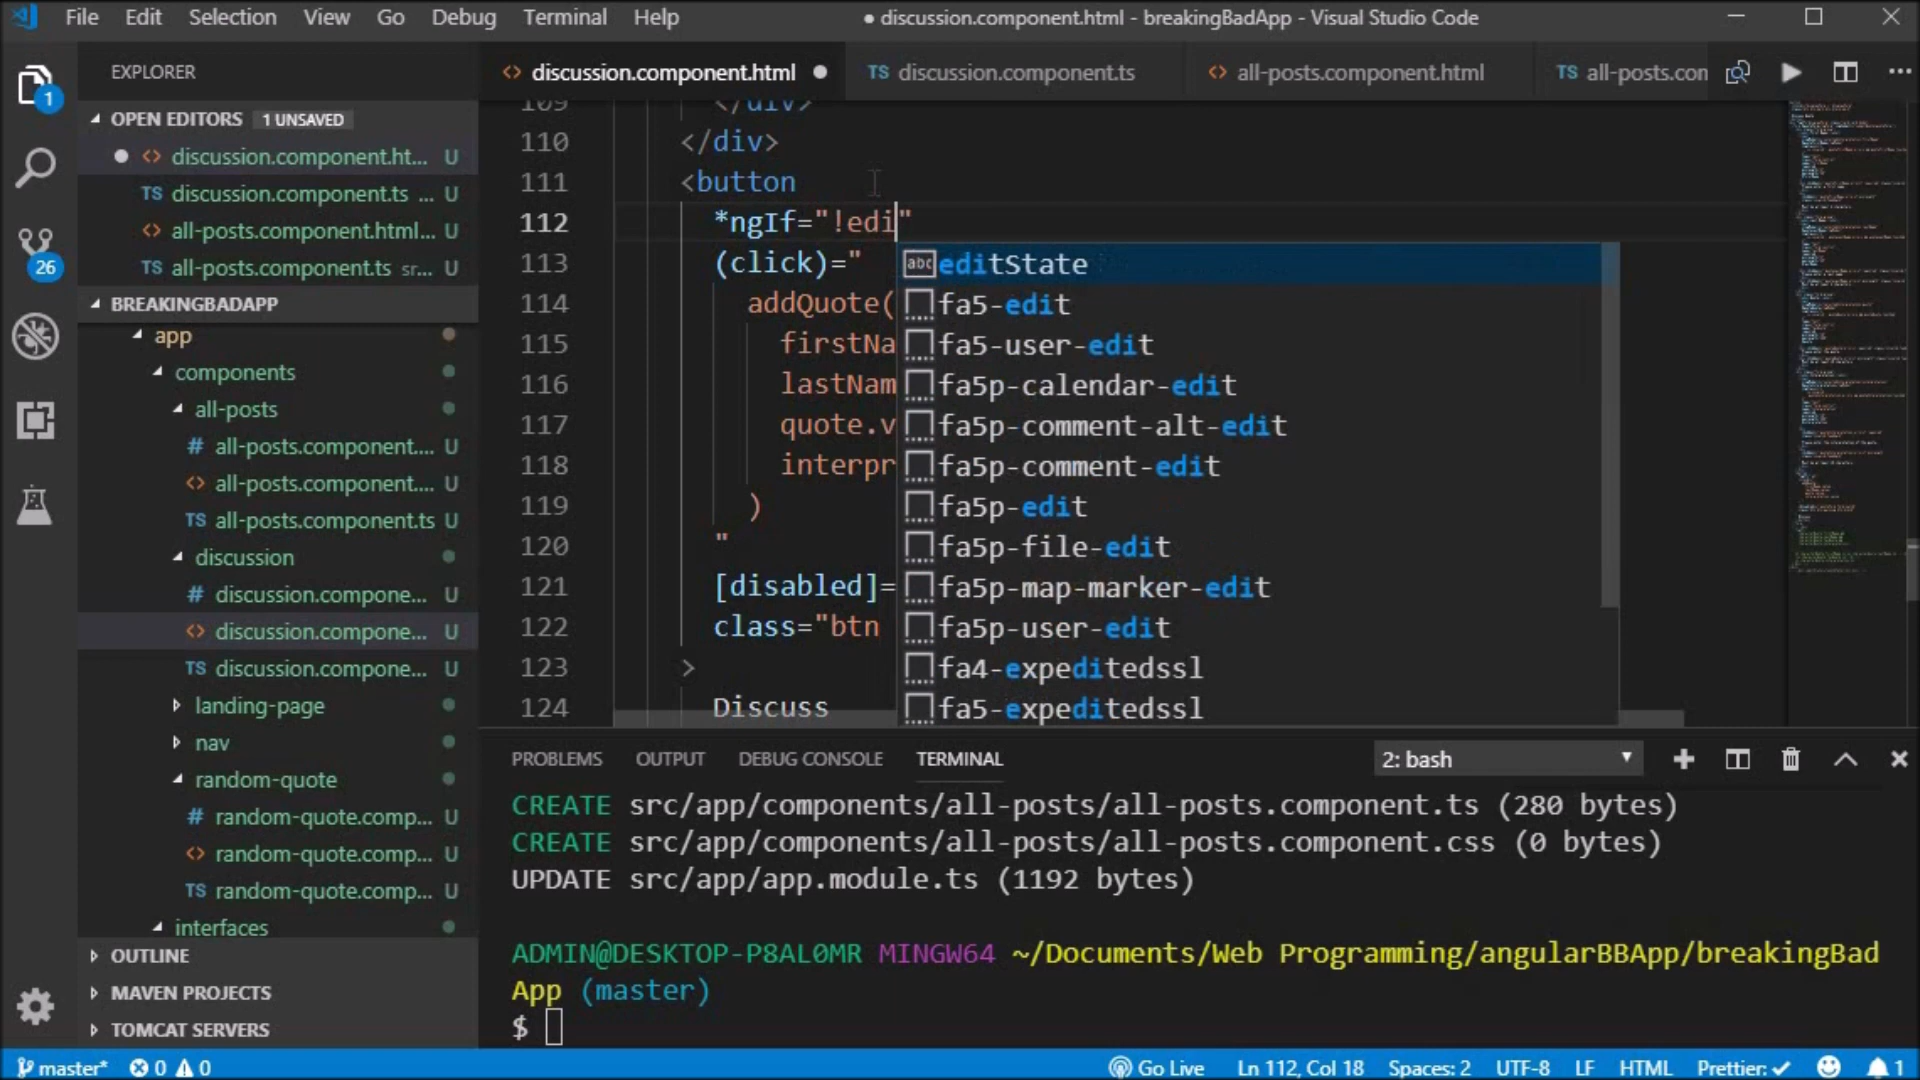 File Edit Selection View Go Debug Terminal Help ● discussion.component.html - breakingBadApp - Visual Studio Code
EXPLORER
OPEN EDITORS 1 UNSAVED
discussion.component.ht... U
TS discussion.component.ts ... U
all-posts.component.html... U
TS all-posts.component.ts sr... U
BREAKINGBADAPP
app
components
all-posts
# all-posts.component.... U
<> all-posts.component.... U
TS all-posts.component.ts U
discussion
# discussion.compone... U
<> discussion.compone... U
TS discussion.compone... U
landing-page
nav
random-quote
# random-quote.comp... U
<> random-quote.comp... U
TS random-quote.comp... U
interfaces
OUTLINE
MAVEN PROJECTS
TOMCAT SERVERS
1
26
<> discussion.component.html ● TS discussion.component.ts <> all-posts.component.html TS all-posts.con
109 </div>
110 </div>
111 <button
112 *ngIf="!edi"
113 (click)="
114 addQuote(
115 firstNa
116 lastNam
117 quote.v
118 interpr
119 )
120 "
121 [disabled]=
122 class="btn
123 >
124 Discuss
abc editState
fa5-edit
fa5-user-edit
fa5p-calendar-edit
fa5p-comment-alt-edit
fa5p-comment-edit
fa5p-edit
fa5p-file-edit
fa5p-map-marker-edit
fa5p-user-edit
fa4-expeditedssl
fa5-expeditedssl
PROBLEMS OUTPUT DEBUG CONSOLE TERMINAL 2: bash
CREATE src/app/components/all-posts/all-posts.component.ts (280 bytes)
CREATE src/app/components/all-posts/all-posts.component.css (0 bytes)
UPDATE src/app/app.module.ts (1192 bytes)
ADMIN@DESKTOP-P8AL0MR MINGW64 ~/Documents/Web Programming/angularBBApp/breakingBad
App (master)
$
master* 0 0 Go Live Ln 112, Col 18 Spaces: 2 UTF-8 LF HTML Prettier: ✓ 1